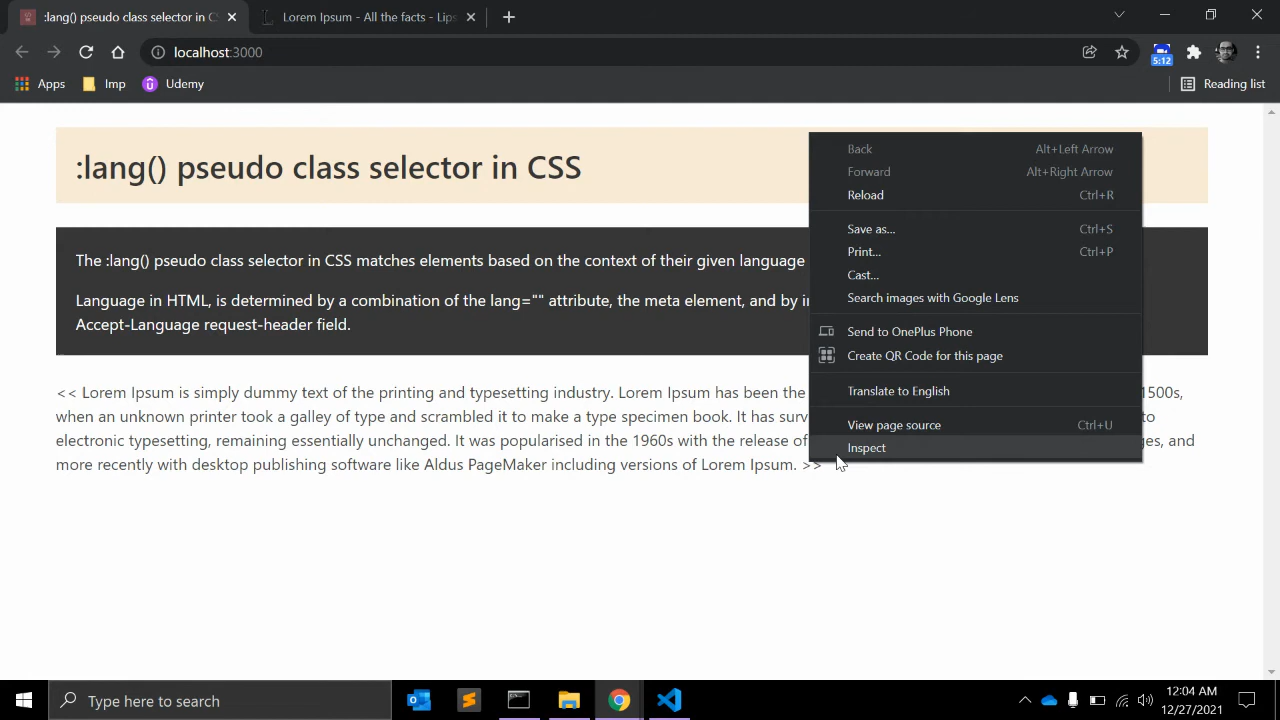 :lang() pseudo class selector in CS
Lorem Ipsum - All the facts - Lips
localhost:3000
5:12
Apps
Imp
Udemy
Reading list
:lang() pseudo class selector in CSS
The :lang() pseudo class selector in CSS matches elements based on the context of their given language
Language in HTML, is determined by a combination of the lang="" attribute, the meta element, and by
Accept-Language request-header field.
<< Lorem Ipsum is simply dummy text of the printing and typesetting industry. Lorem Ipsum has been the 1500s,
when an unknown printer took a galley of type and scrambled it to make a type specimen book. It has surv to
electronic typesetting, remaining essentially unchanged. It was popularised in the 1960s with the release of ges, and
more recently with desktop publishing software like Aldus PageMaker including versions of Lorem Ipsum. >>
Back Alt+Left Arrow
Forward Alt+Right Arrow
Reload Ctrl+R
Save as... Ctrl+S
Print... Ctrl+P
Cast...
Search images with Google Lens
Send to OnePlus Phone
Create QR Code for this page
Translate to English
View page source Ctrl+U
Inspect
Type here to search
12:04 AM
12/27/2021